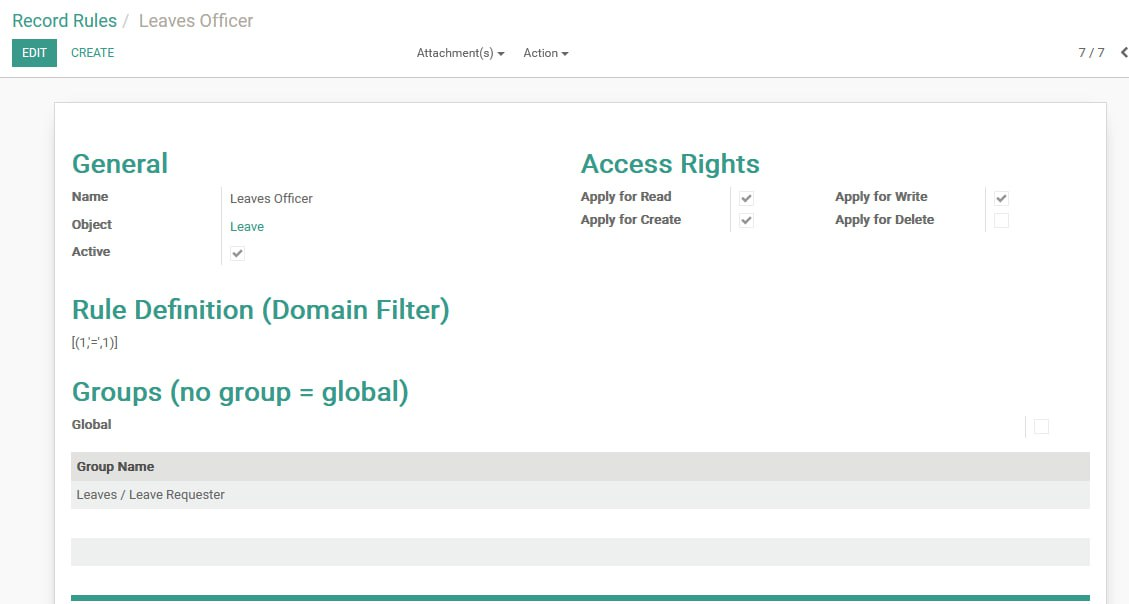 Record Rules / Leaves Officer
EDIT CREATE Attachment(s) Action 7 / 7
General Access Rights
Name Leaves Officer Apply for Read Apply for Write
Object Leave Apply for Create Apply for Delete
Active
Rule Definition (Domain Filter)
[(1,'=',1)]
Groups (no group = global)
Global
Group Name
Leaves / Leave Requester